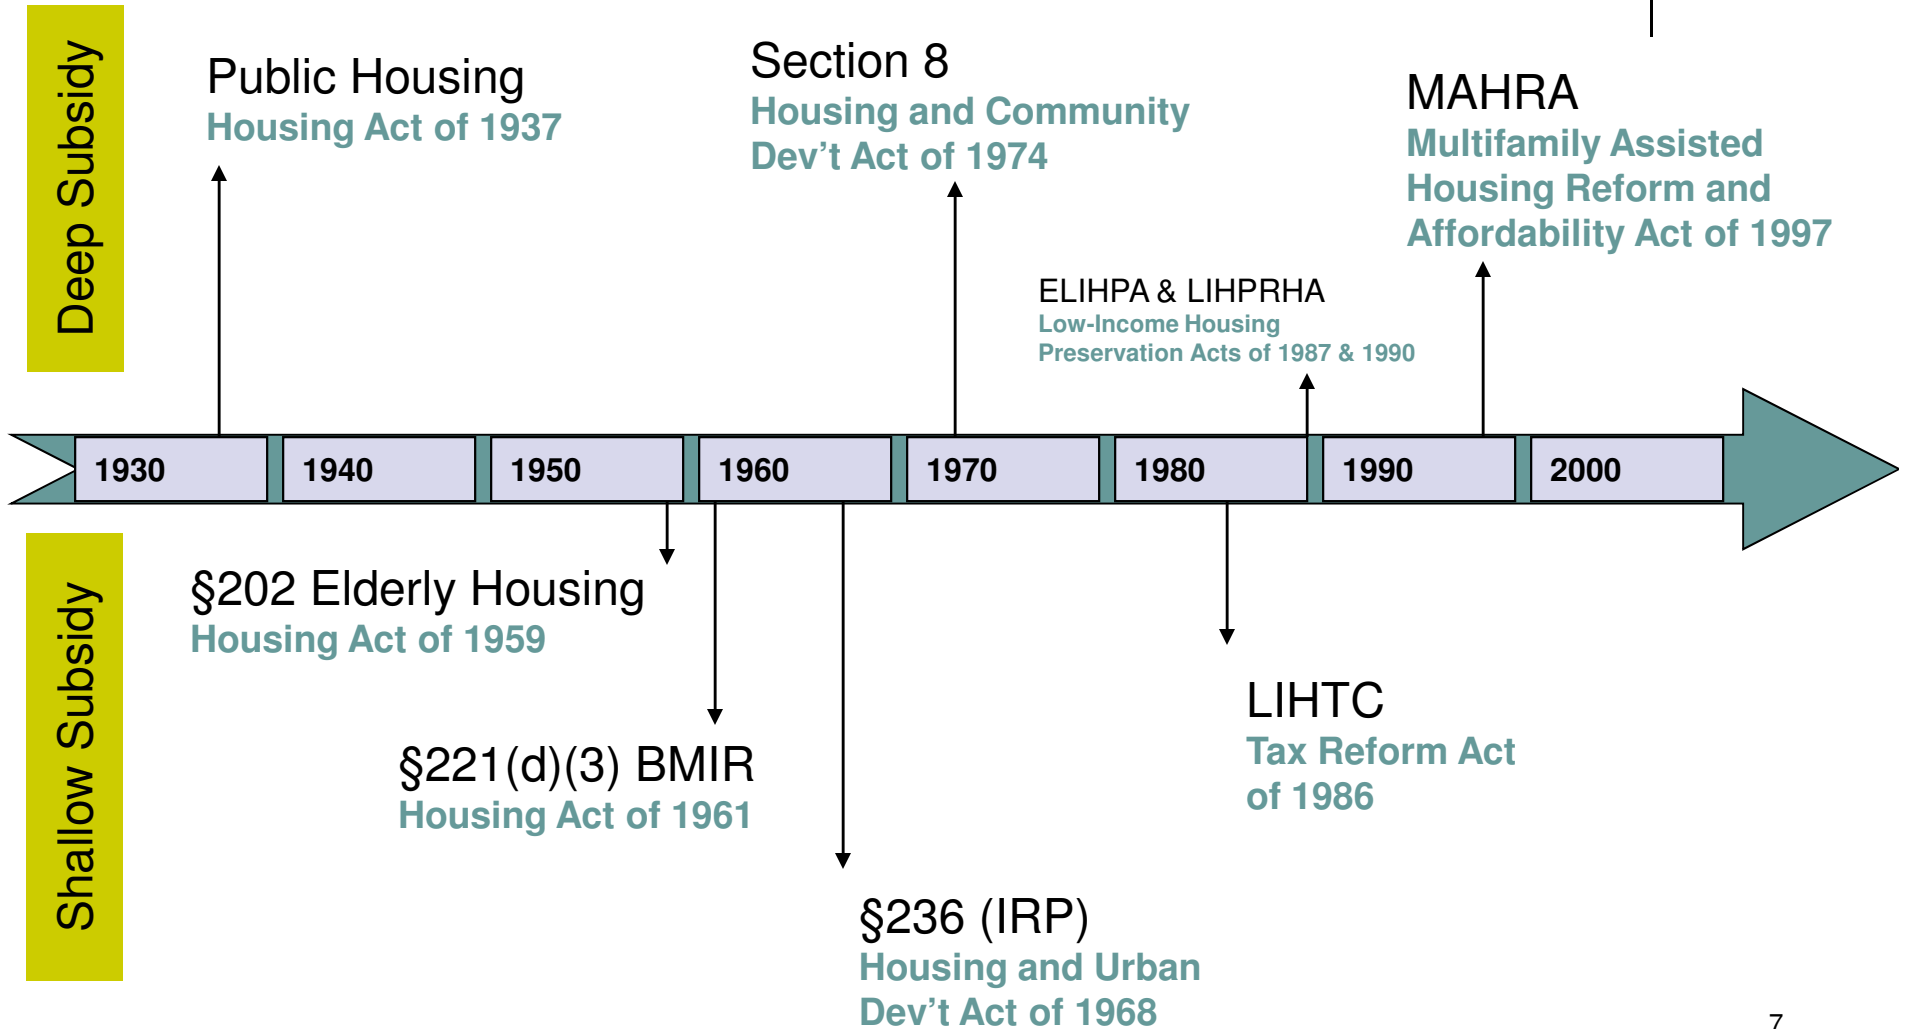 Deep Subsidy
Public Housing
Housing Act of 1937
Section 8
Housing and Community
Dev't Act of 1974
MAHRA
Multifamily Assisted
Housing Reform and
Affordability Act of 1997
ELIHPA & LIHPRHA
Low-Income Housing
Preservation Acts of 1987 & 1990
1930
1940
1950
1960
1970
1980
1990
2000
Shallow Subsidy
§202 Elderly Housing
Housing Act of 1959
§221(d)(3) BMIR
Housing Act of 1961
§236 (IRP)
Housing and Urban
Dev't Act of 1968
LIHTC
Tax Reform Act
of 1986
7